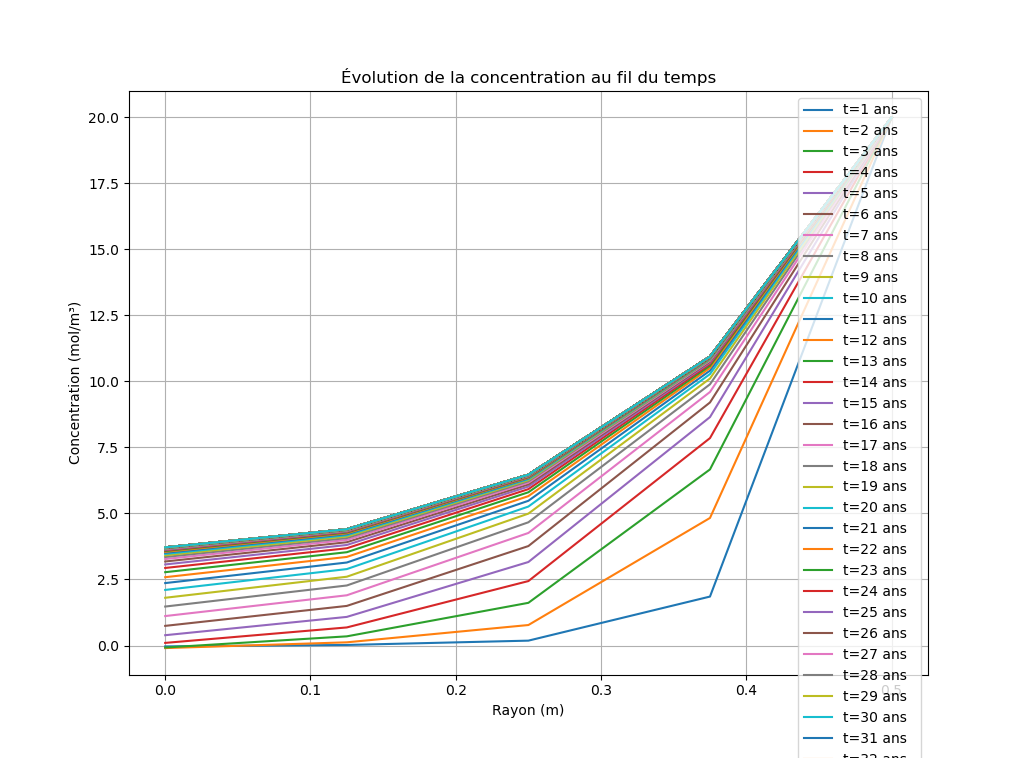 Évolution de la concentration au fil du temps
Concentration (mol/m³)
20.0
17.5
15.0
12.5
10.0
7.5
5.0
2.5
0.0
0.0
0.1
0.2
0.3
0.4
0.5
Rayon (m)
t=1 ans
t=2 ans
t=3 ans
t=4 ans
t=5 ans
t=6 ans
t=7 ans
t=8 ans
t=9 ans
t=10 ans
t=11 ans
t=12 ans
t=13 ans
t=14 ans
t=15 ans
t=16 ans
t=17 ans
t=18 ans
t=19 ans
t=20 ans
t=21 ans
t=22 ans
t=23 ans
t=24 ans
t=25 ans
t=26 ans
t=27 ans
t=28 ans
t=29 ans
t=30 ans
t=31 ans